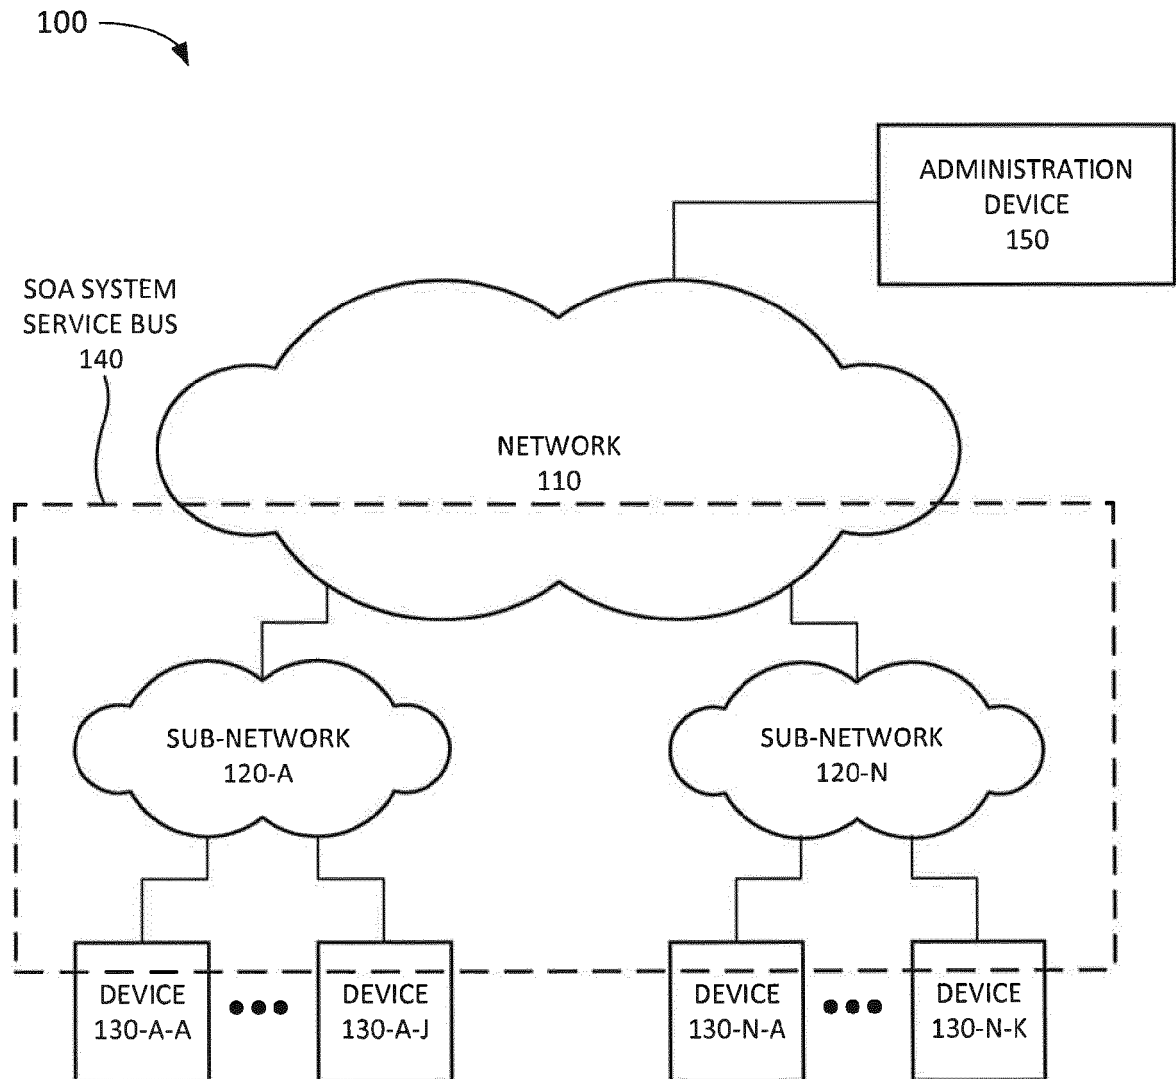 100
ADMINISTRATION
DEVICE
150
SOA SYSTEM
SERVICE BUS
140
NETWORK
110
SUB-NETWORK
120-A
SUB-NETWORK
120-N
DEVICE
130-A-A
DEVICE
130-A-J
DEVICE
130-N-A
DEVICE
130-N-K